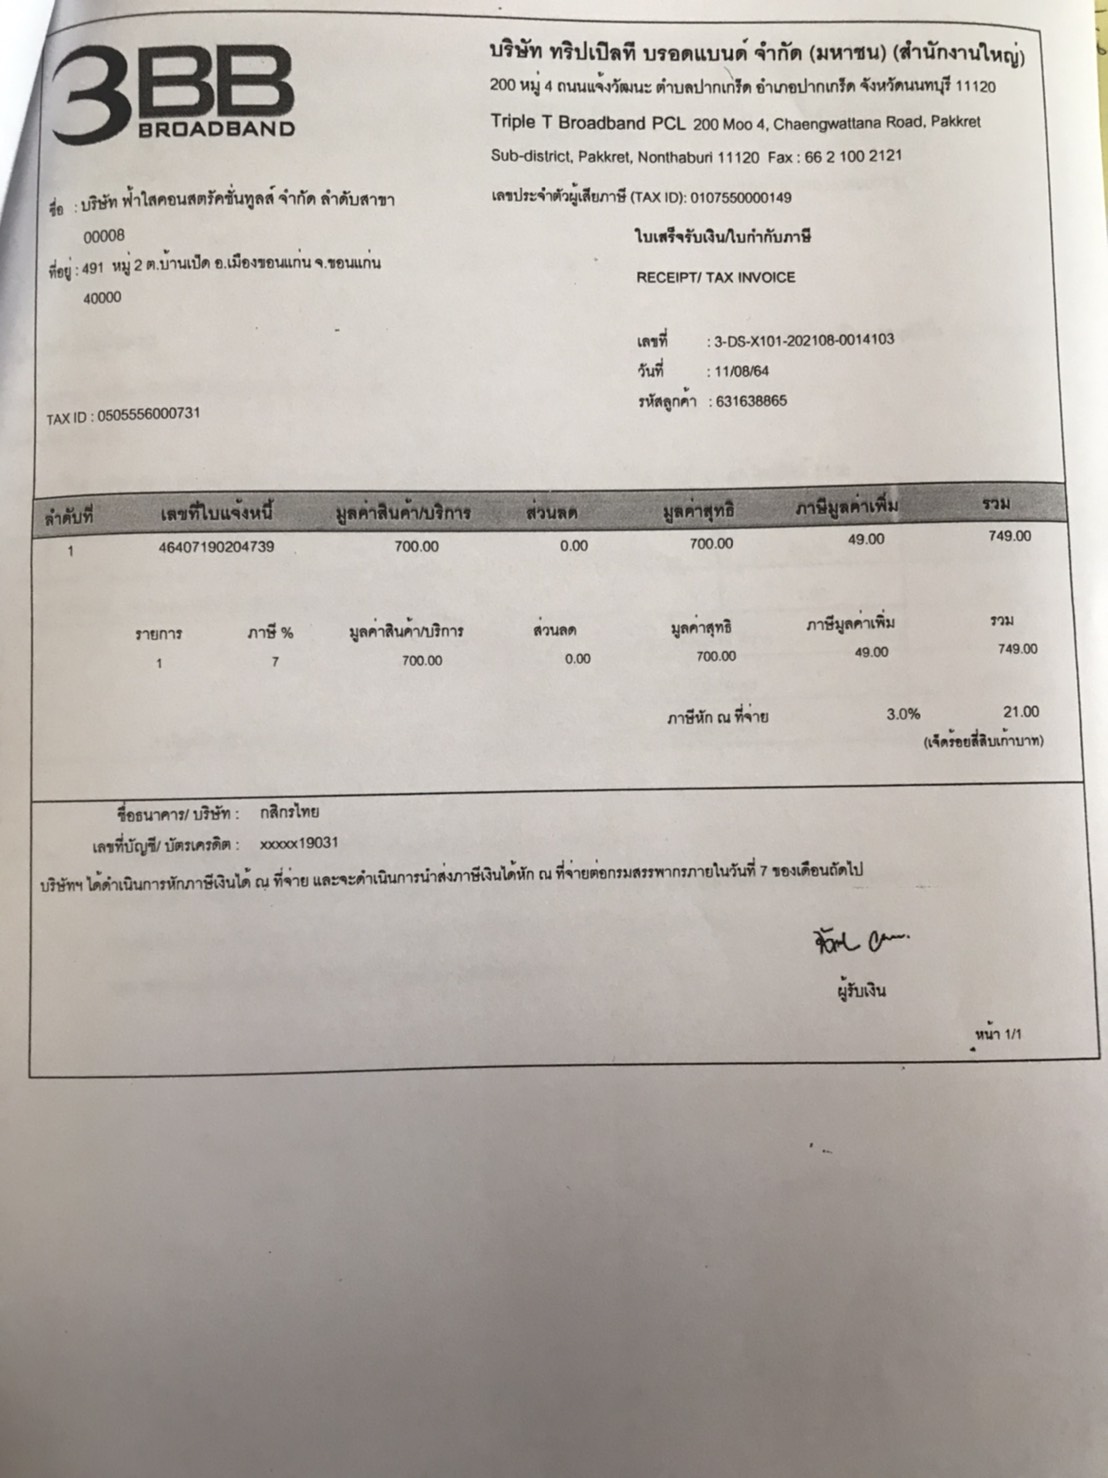 3BB
BROADBAND
บริษัท ทริปเปิลที บรอดแบนด์ จำกัด (มหาชน) (สำนักงานใหญ่)
200 หมู่ 4 ถนนแจ้งวัฒนะ ตำบลปากเกร็ด อำเภอปากเกร็ด จังหวัดนนทบุรี 11120
Triple T Broadband PCL 200 Moo 4, Chaengwattana Road, Pakkret
Sub-district, Pakkret, Nonthaburi 11120 Fax : 66 2 100 2121
เลขประจำตัวผู้เสียภาษี (TAX ID): 0107550000149
ชื่อ : บริษัท ฟ้าใสคอนสตรัคชั่นทูลส์ จำกัด ลำดับสาขา
00008
ที่อยู่ : 491 หมู่ 2 ต.บ้านเป็ด อ.เมืองขอนแก่น จ.ขอนแก่น
40000
ใบเสร็จรับเงิน/ใบกำกับภาษี
RECEIPT/ TAX INVOICE
เลขที่ : 3-DS-X101-202108-0014103
วันที่ : 11/08/64
รหัสลูกค้า : 631638865
TAX ID : 0505556000731
ลำดับที่ เลขที่ใบแจ้งหนี้ มูลค่าสินค้า/บริการ ส่วนลด มูลค่าสุทธิ ภาษีมูลค่าเพิ่ม รวม
1 46407190204739 700.00 0.00 700.00 49.00 749.00
รายการ ภาษี % มูลค่าสินค้า/บริการ ส่วนลด มูลค่าสุทธิ ภาษีมูลค่าเพิ่ม รวม
1 7 700.00 0.00 700.00 49.00 749.00
ภาษีหัก ณ ที่จ่าย 3.0% 21.00
(เจ็ดร้อยสี่สิบเก้าบาท)
ชื่อธนาคาร/ บริษัท : กสิกรไทย
เลขที่บัญชี/ บัตรเครดิต : xxxxx19031
บริษัทฯ ได้ดำเนินการหักภาษีเงินได้ ณ ที่จ่าย และจะดำเนินการนำส่งภาษีเงินได้หัก ณ ที่จ่ายต่อกรมสรรพากรภายในวันที่ 7 ของเดือนถัดไป
ผู้รับเงิน
หน้า 1/1